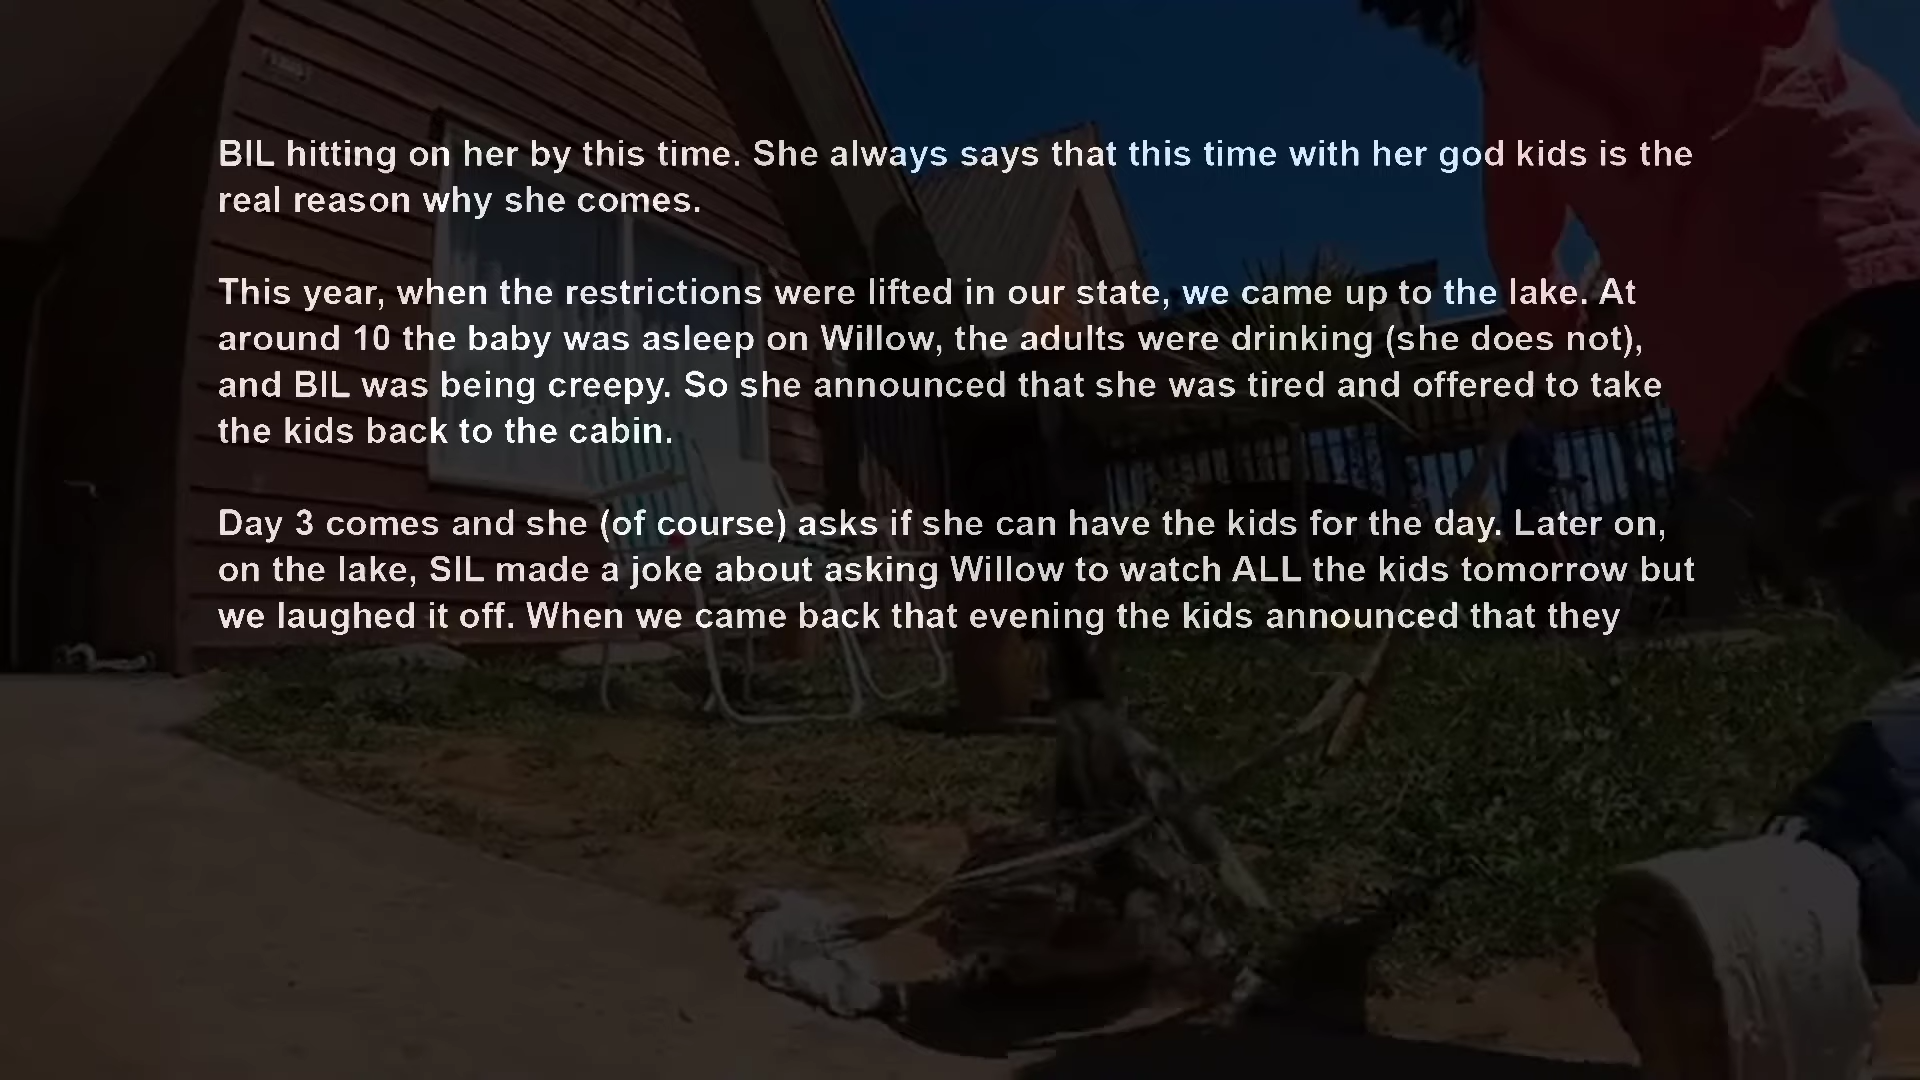 BIL hitting on her by this time. She always says that this time with her god kids is the
real reason why she comes.
This year, when the restrictions were lifted in our state, we came up to the lake. At
around 10 the baby was asleep on Willow, the adults were drinking (she does not),
and BIL was being creepy. So she announced that she was tired and offered to take
the kids back to the cabin.
Day 3 comes and she (of course) asks if she can have the kids for the day. Later on,
on the lake, SIL made a joke about asking Willow to watch ALL the kids tomorrow but
we laughed it off. When we came back that evening the kids announced that they